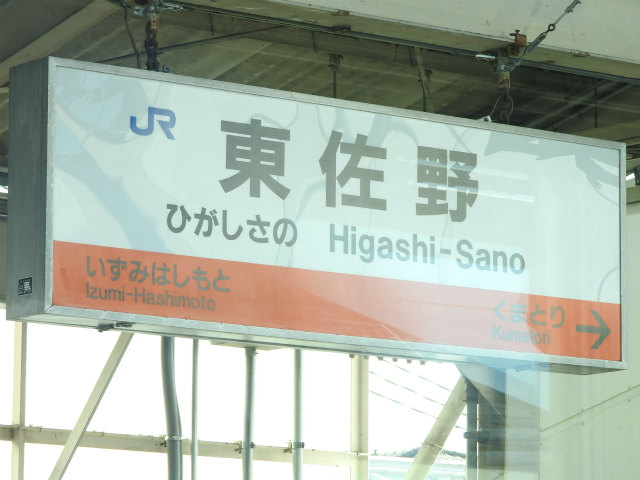 JR
東佐野
ひがしさの Higashi-Sano
いずみはしもと
Izumi-Hashimoto
くまとり →
Kumatori